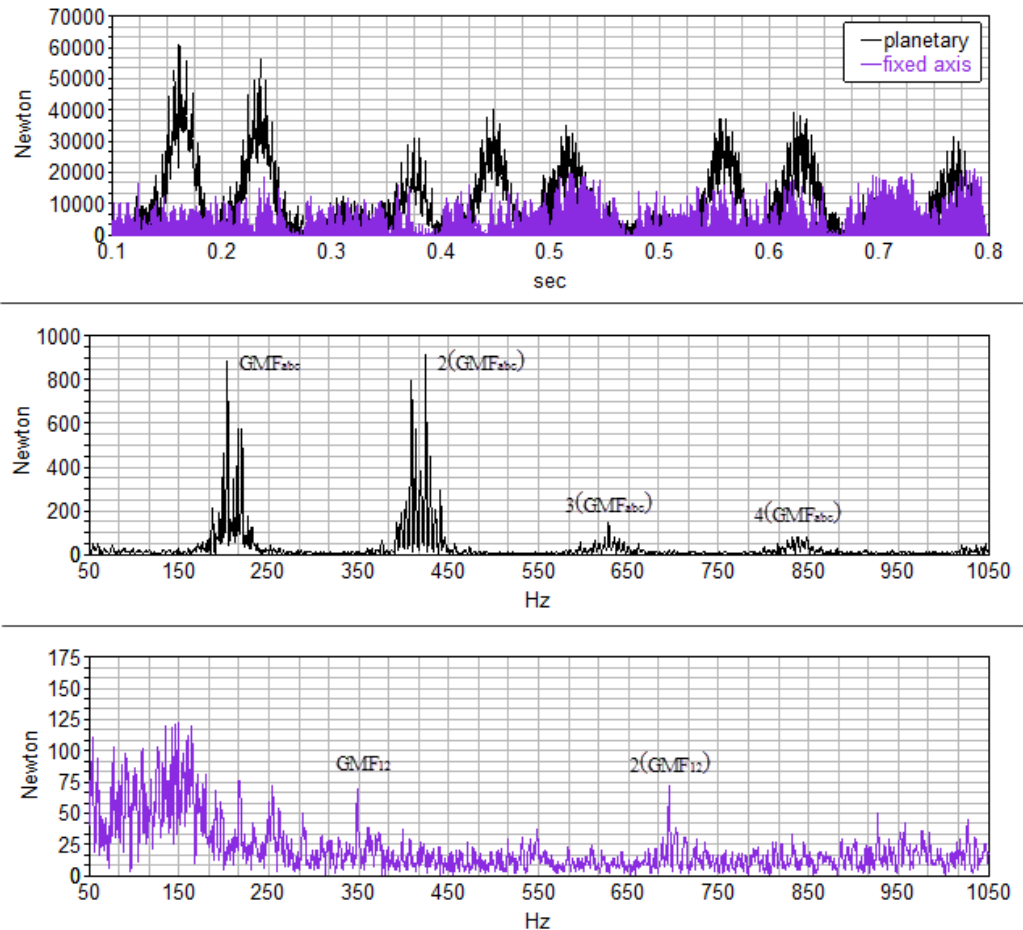 70000
60000
50000
40000
30000
20000
10000
0
Newton
planetary
fixed axis
0.1 0.2 0.3 0.4 0.5 0.5 0.6 0.7 0.8
sec
1000
800
600
400
200
0
Newton
GMFabc
2(GMFabc)
3(GMFabc)
4(GMFabc)
50 150 250 350 450 550 650 750 850 950 1050
Hz
175
150
125
100
75
50
25
0
Newton
GMF12
2(GMF12)
50 150 250 350 450 550 650 750 850 950 1050
Hz